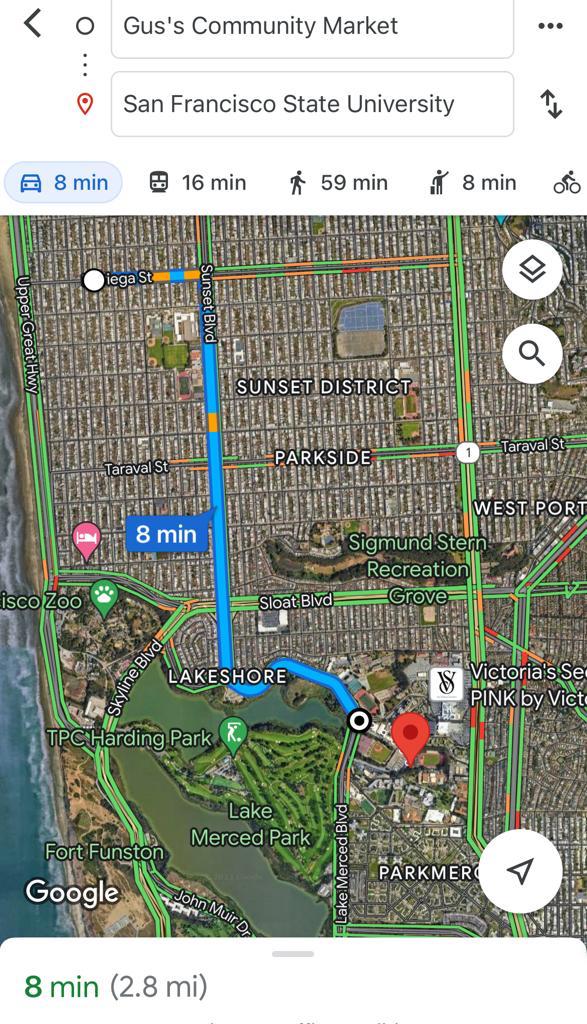 Gus's Community Market
San Francisco State University
8 min
16 min
59 min
8 min
iega St
Sunset Blvd
Upper Great Hwy
SUNSET DISTRICT
PARKSIDE
Taraval St
Taraval St
1
WEST PORT
8 min
Sigmund Stern
Recreation
Grove
isco Zoo
Sloat Blvd
Skyline Blvd
LAKESHORE
Victoria's Se
PINK by Vict
VS
TPC Harding Park
Lake
Merced Park
Lake Merced Blvd
Fort Funston
PARKMERC
Google
John Muir Dr
8 min (2.8 mi)